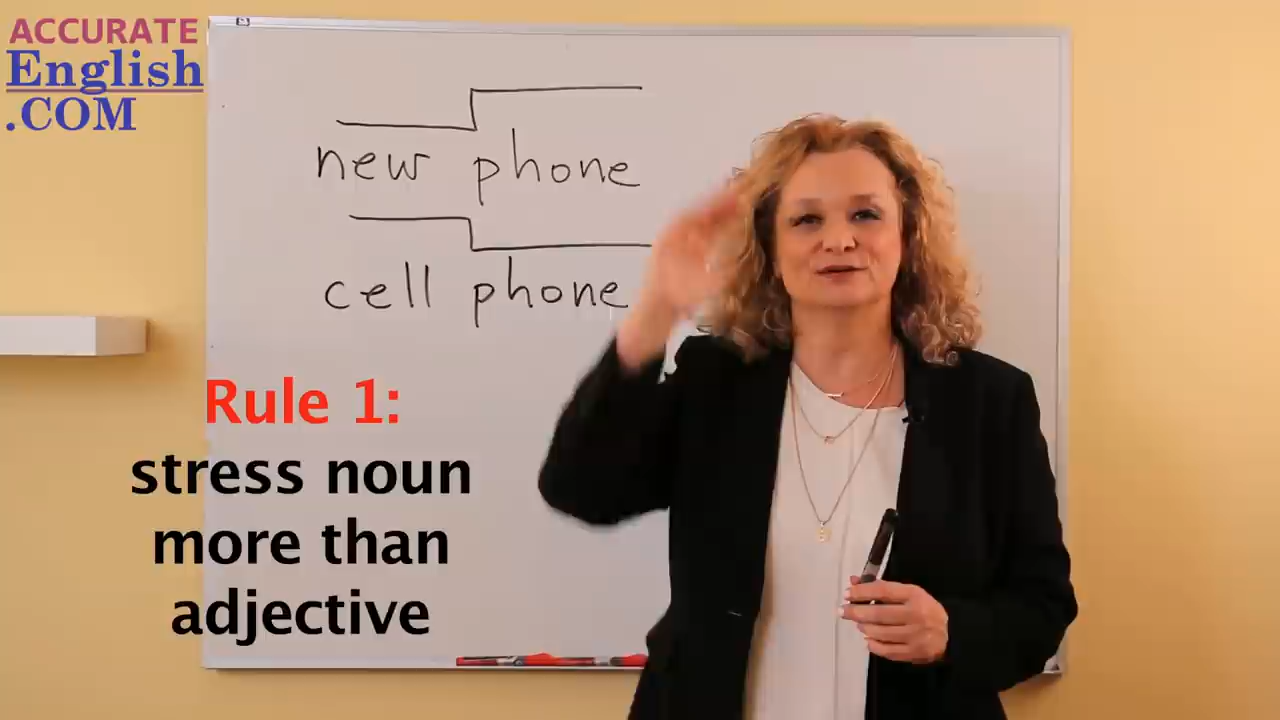 ACCURATE
English
.COM
new phone
cell phone
Rule 1:
stress noun
more than
adjective